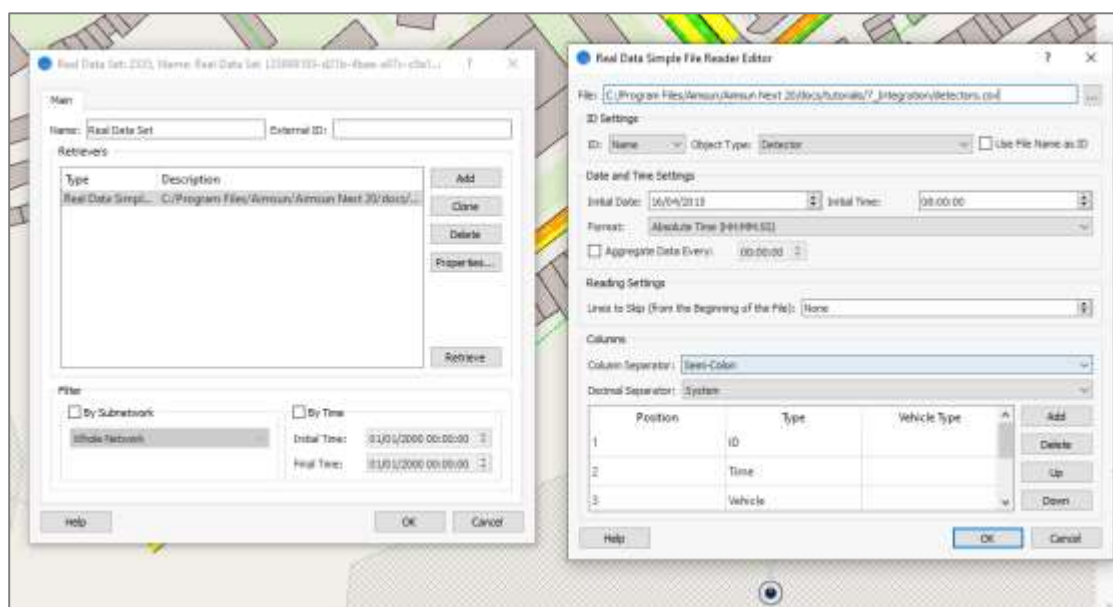 Real Data Set: 2333, Name: Real Data Set
Main
Name: Real Data Set External ID:
Retrievers
Type Description
Real Data Simpl... C:/Program Files/Aimsun/Aimsun Next 20/docs/...
Add
Clone
Delete
Properties...
Retrieve
Filter
By Subnetwork
Whole Network
By Time
Initial Time: 01/01/2000 00:00:00
Final Time: 01/01/2000 00:00:00
Help OK Cancel
Real Data Simple File Reader Editor ? X
File: C:/Program Files/Aimsun/Aimsun Next 20/docs/tutorials/7_Integration/detectors.csv ...
ID Settings
ID: Name Object Type: Detector Use File Name as ID
Date and Time Settings
Initial Date: Initial Time: 00:00:00
Format: Absolute Time (HH:MM:SS)
Aggregate Data Every: 00:00:00
Reading Settings
Lines to Skip (from the Beginning of the File): None
Columns
Column Separator: Semi-Colon
Decimal Separator: System
Position Type Vehicle Type
1 ID
2 Time
3 Vehicle
Add
Delete
Up
Down
Help OK Cancel